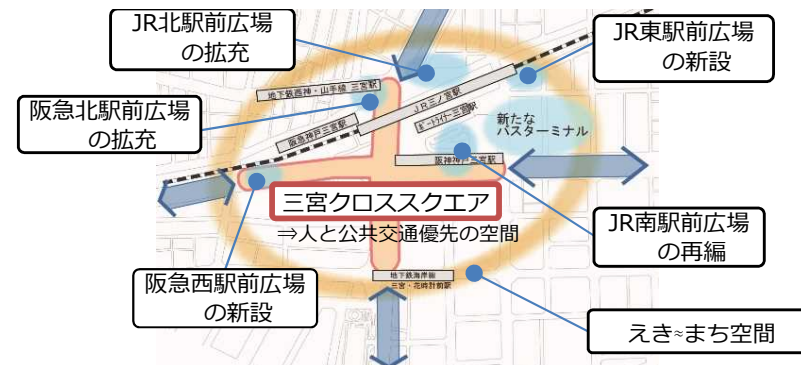 JR北駅前広場
の拡充
JR東駅前広場
の新設
地下鉄西神・山手線 三宮駅
JR三ノ宮駅
阪急北駅前広場
の拡充
ポートライナー三宮駅
新たな
バスターミナル
阪急神戸三宮駅
阪神神戸三宮駅
三宮クロススクエア
⇒人と公共交通優先の空間
JR南駅前広場
の再編
阪急西駅前広場
の新設
地下鉄海岸線
三宮・花時計前駅
えき≈まち空間